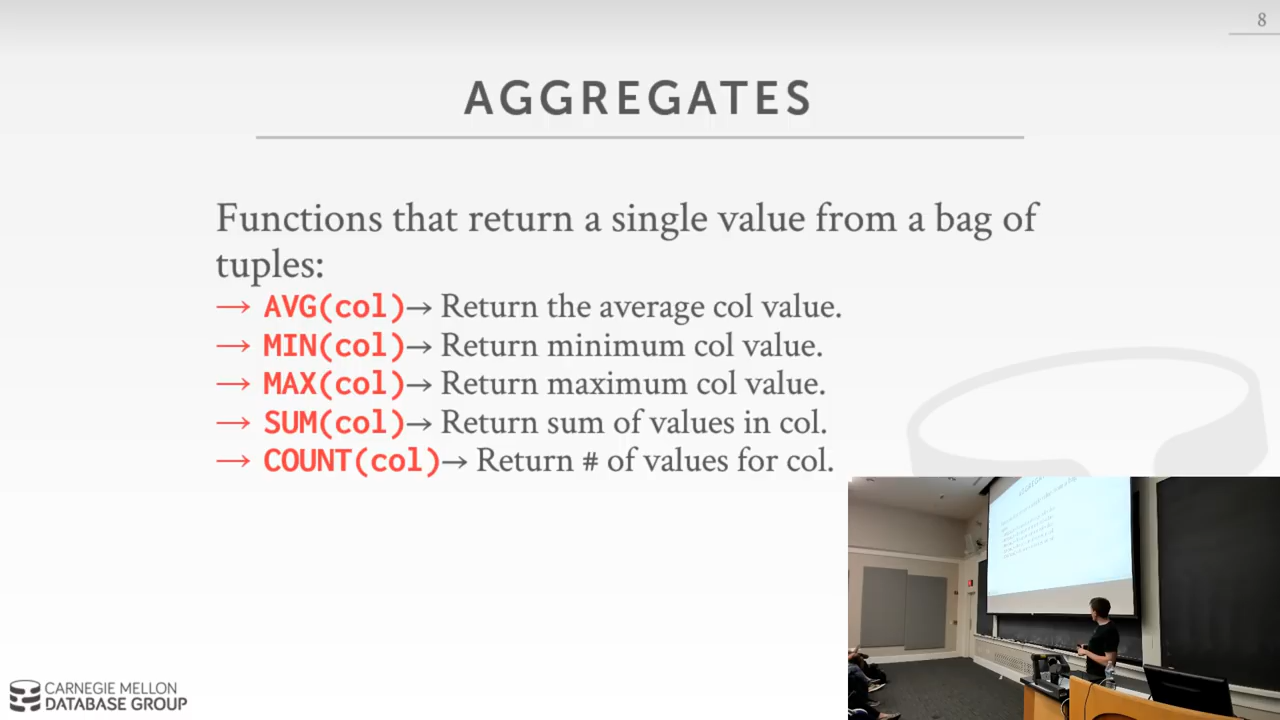 8
AGGREGATES
Functions that return a single value from a bag of
tuples:
→ AVG(col)→ Return the average col value.
→ MIN(col)→ Return minimum col value.
→ MAX(col)→ Return maximum col value.
→ SUM(col)→ Return sum of values in col.
→ COUNT(col)→ Return # of values for col.
CARNEGIE MELLON
DATABASE GROUP